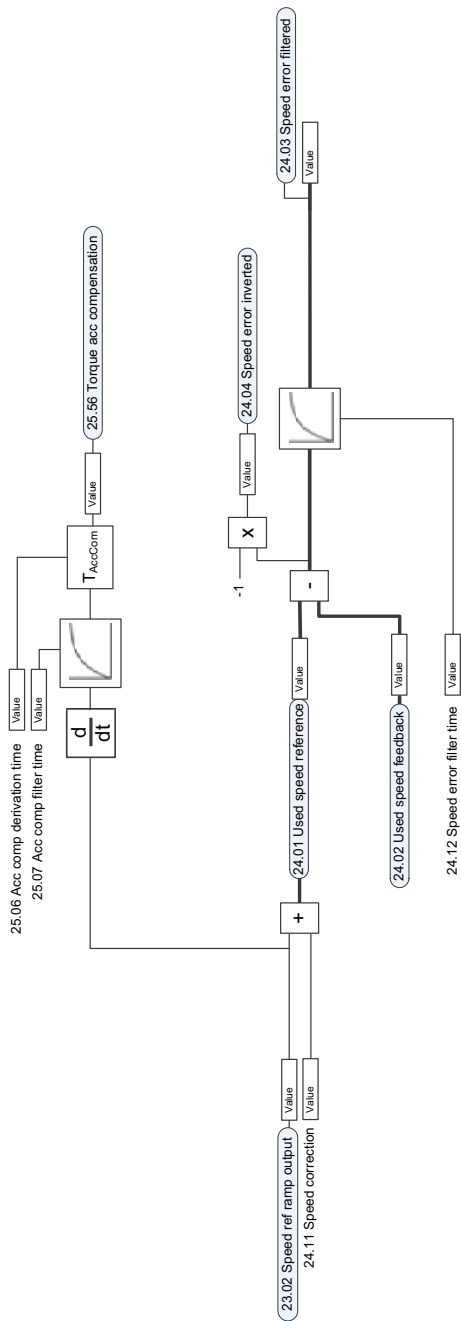 25.06 Acc comp derivation time
Value
25.07 Acc comp filter time
Value
d
dt
TAccCom
Value
25.56 Torque acc compensation
23.02 Speed ref ramp output
Value
24.11 Speed correction
Value
+
24.01 Used speed reference
Value
24.02 Used speed feedback
Value
-
-1
x
Value
24.04 Speed error inverted
24.12 Speed error filter time
Value
Value
24.03 Speed error filtered